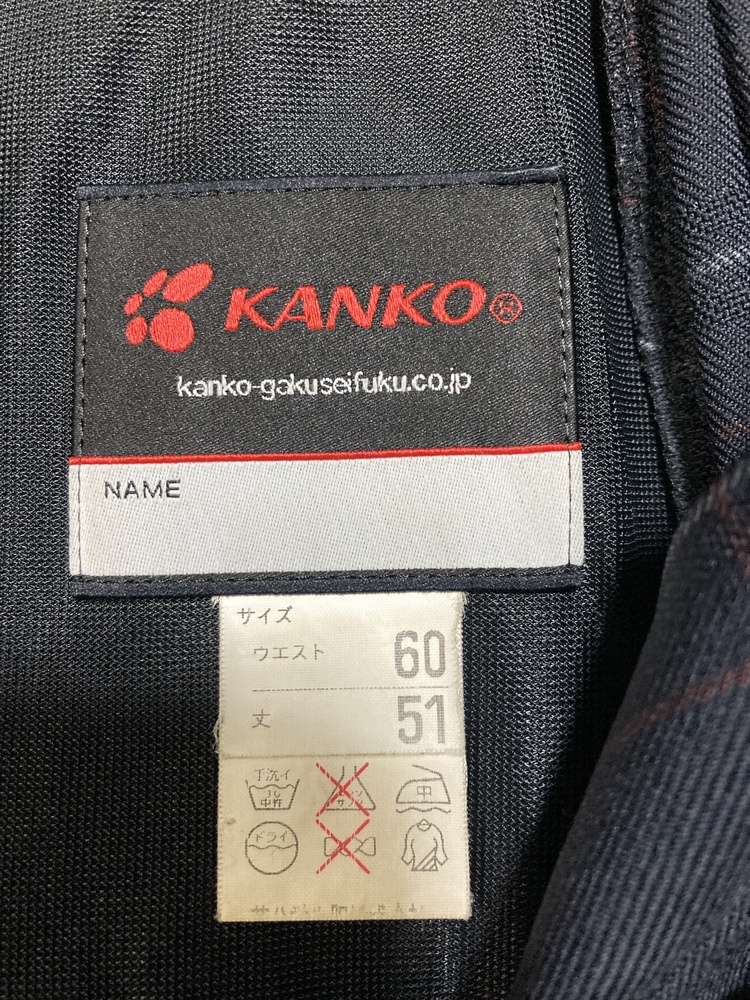 KANKO®
kanko-gakuseifuku.co.jp
NAME
サイズ
ウエスト 60
丈 51
手洗イ
中性
中
ドライ